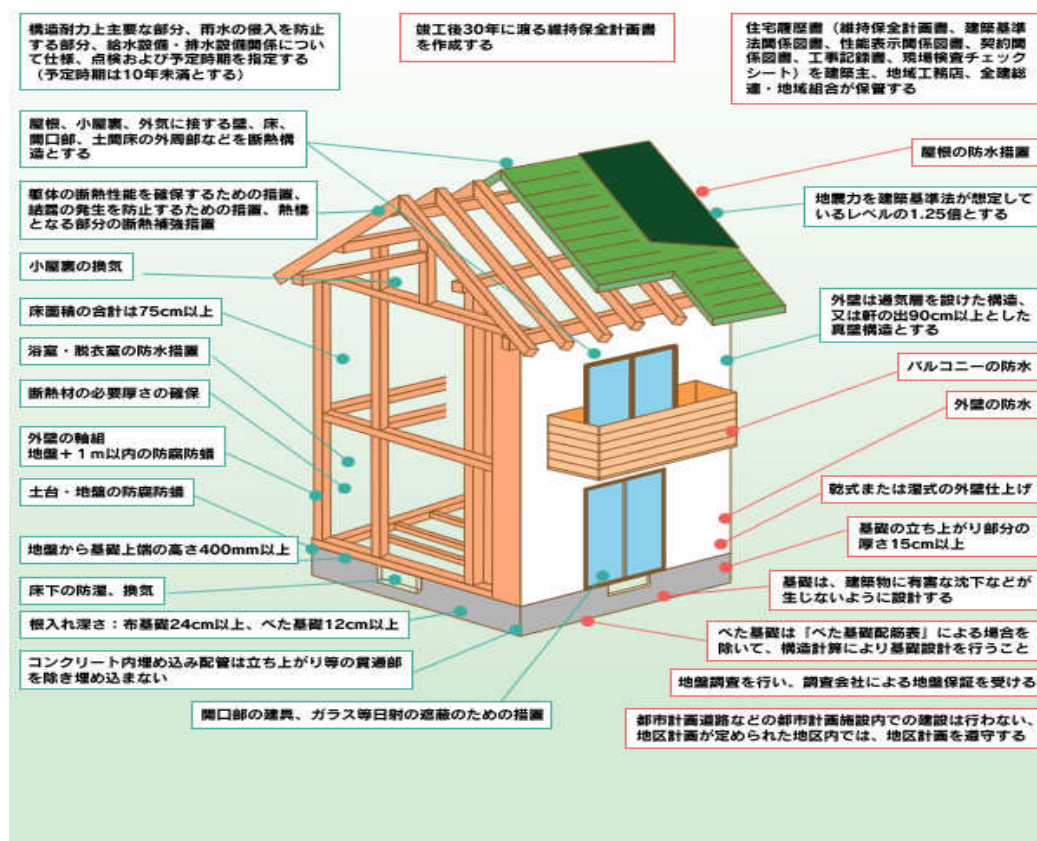 構造耐力上主要な部分、雨水の侵入を防止
する部分、給水設備・排水設備関係につい
て仕様、点検および予定時期を指定する
（予定時期は10年未満とする）
竣工後30年に渡る維持保全計画書
を作成する
住宅履歴書（維持保全計画書、建築基準
法関係図書、性能表示関係図書、契約関
係図書、工事記録書、現場検査チェック
シート）を建築主、地域工務店、全建総
連・地域組合が保管する
屋根、小屋裏、外気に接する壁、床、
開口部、土間床の外周部などを断熱構
造とする
屋根の防水措置
躯体の断熱性能を確保するための措置、
結露の発生を防止するための措置、熱橋
となる部分の断熱補強措置
地震力を建築基準法が想定して
いるレベルの1.25倍とする
小屋裏の換気
床面積の合計は75cm以上
外壁は通気層を設けた構造、
又は軒の出90cm以上とした
真壁構造とする
浴室・脱衣室の防水措置
バルコニーの防水
断熱材の必要厚さの確保
外壁の防水
外壁の軸組
地盤＋１ｍ以内の防腐防蟻
土台・地盤の防腐防蟻
乾式または湿式の外壁仕上げ
地盤から基礎上端の高さ400mm以上
基礎の立ち上がり部分の
厚さ15cm以上
床下の防湿、換気
基礎は、建築物に有害な沈下などが
生じないように設計する
根入れ深さ：布基礎24cm以上、べた基礎12cm以上
べた基礎は「べた基礎配筋表」による場合を
除いて、構造計算により基礎設計を行うこと
コンクリート内埋め込み配管は立ち上がり等の貫通部
を除き埋め込まない
地盤調査を行い、調査会社による地盤保証を受ける
開口部の建具、ガラス等日射の遮蔽のための措置
都市計画道路などの都市計画施設内での建設は行わない、
地区計画が定められた地区内では、地区計画を遵守する